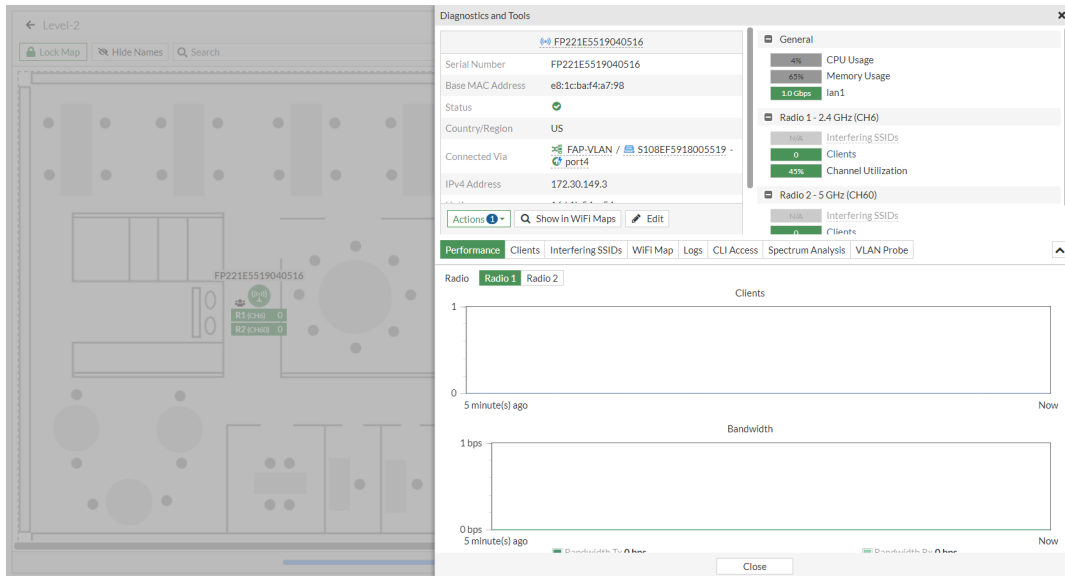 Level-2
Lock Map Hide Names Search
FP221E5519040516
R1 (CH6) 0
R2 (CH60) 0
Diagnostics and Tools
FP221E5519040516
Serial Number FP221E5519040516
Base MAC Address e8:1c:ba:f4:a7:98
Status
Country/Region US
Connected Via FAP-VLAN / S108EF5918005519 -
port4
IPv4 Address 172.30.149.3
Actions 1 Show in WiFi Maps Edit
General
4% CPU Usage
65% Memory Usage
1.0 Gbps lan1
Radio 1 - 2.4 GHz (CH6)
N/A Interfering SSIDs
0 Clients
45% Channel Utilization
Radio 2 - 5 GHz (CH60)
N/A Interfering SSIDs
0 Clients
Performance Clients Interfering SSIDs WiFi Map Logs CLI Access Spectrum Analysis VLAN Probe
Radio Radio 1 Radio 2
Clients
1
0
5 minute(s) ago Now
Bandwidth
1 bps
0 bps
5 minute(s) ago Now
Bandwidth Tx 0 bps Bandwidth Rx 0 bps
Close